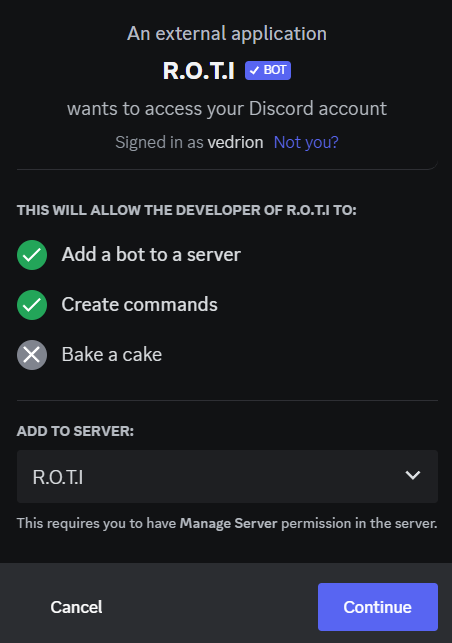 An external application
R.O.T.I ✓ BOT
wants to access your Discord account
Signed in as vedrion Not you?
THIS WILL ALLOW THE DEVELOPER OF R.O.T.I TO:
Add a bot to a server
Create commands
Bake a cake
ADD TO SERVER:
R.O.T.I
This requires you to have Manage Server permission in the server.
Cancel Continue